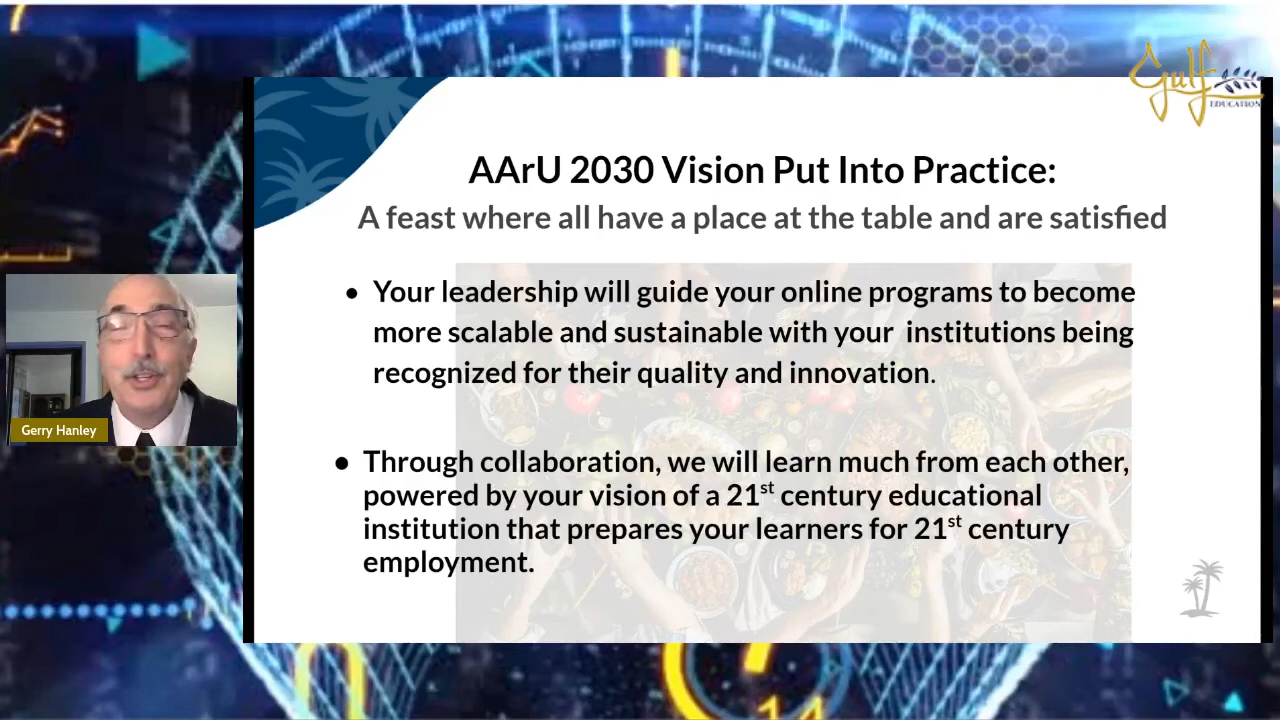 Gulf
EDUCATION
AArU 2030 Vision Put Into Practice:
A feast where all have a place at the table and are satisfied
• Your leadership will guide your online programs to become
more scalable and sustainable with your institutions being
recognized for their quality and innovation.
Gerry Hanley
• Through collaboration, we will learn much from each other,
powered by your vision of a 21st century educational
institution that prepares your learners for 21st century
employment.
14